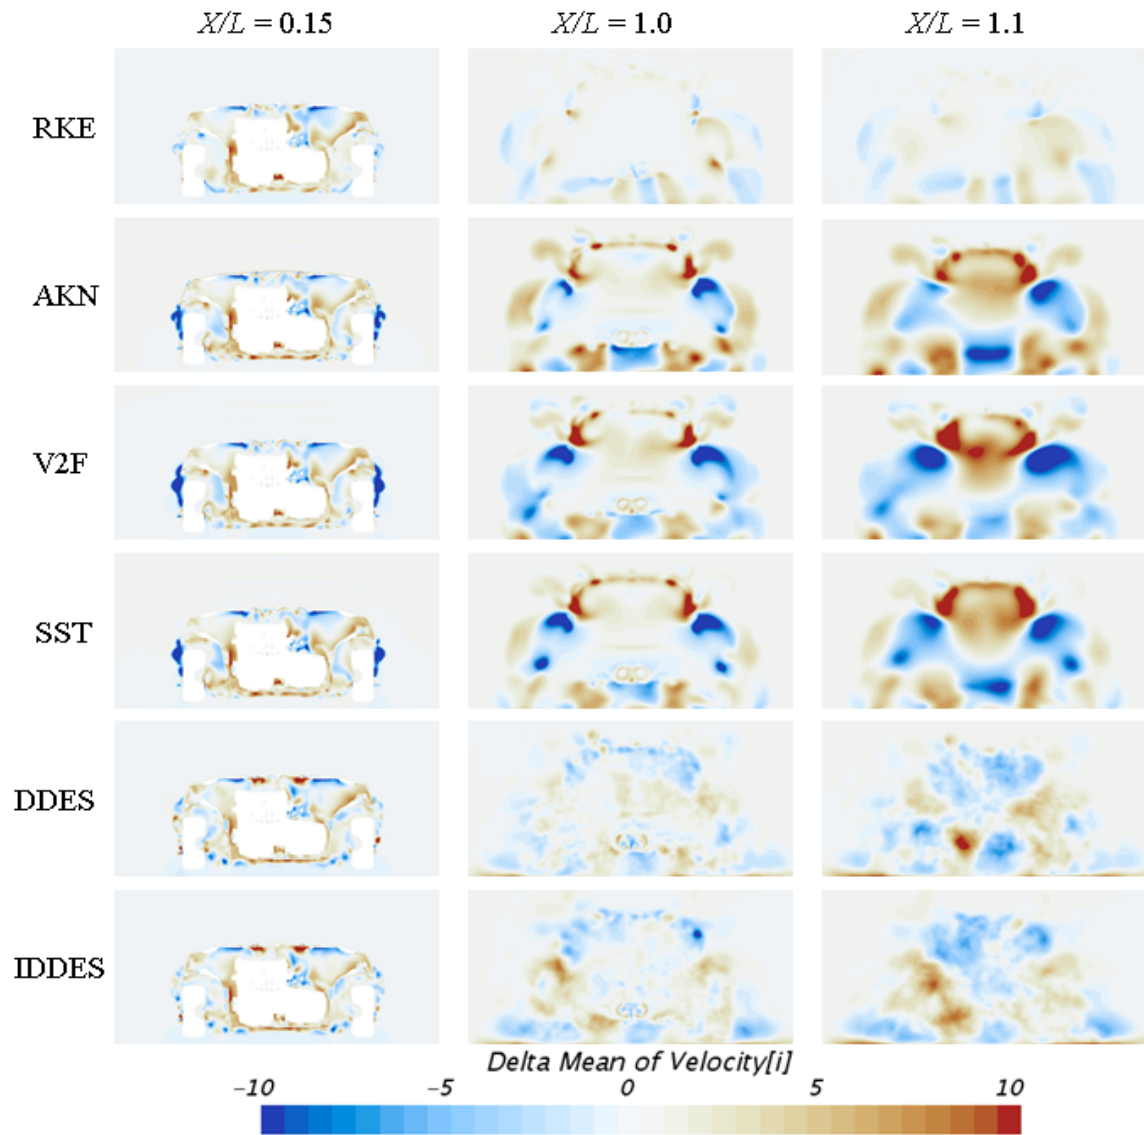 X/L = 0.15 X/L = 1.0 X/L = 1.1
RKE
AKN
V2F
SST
DDES
IDDES
Delta Mean of Velocity[i]
−10 −5 0 5 10